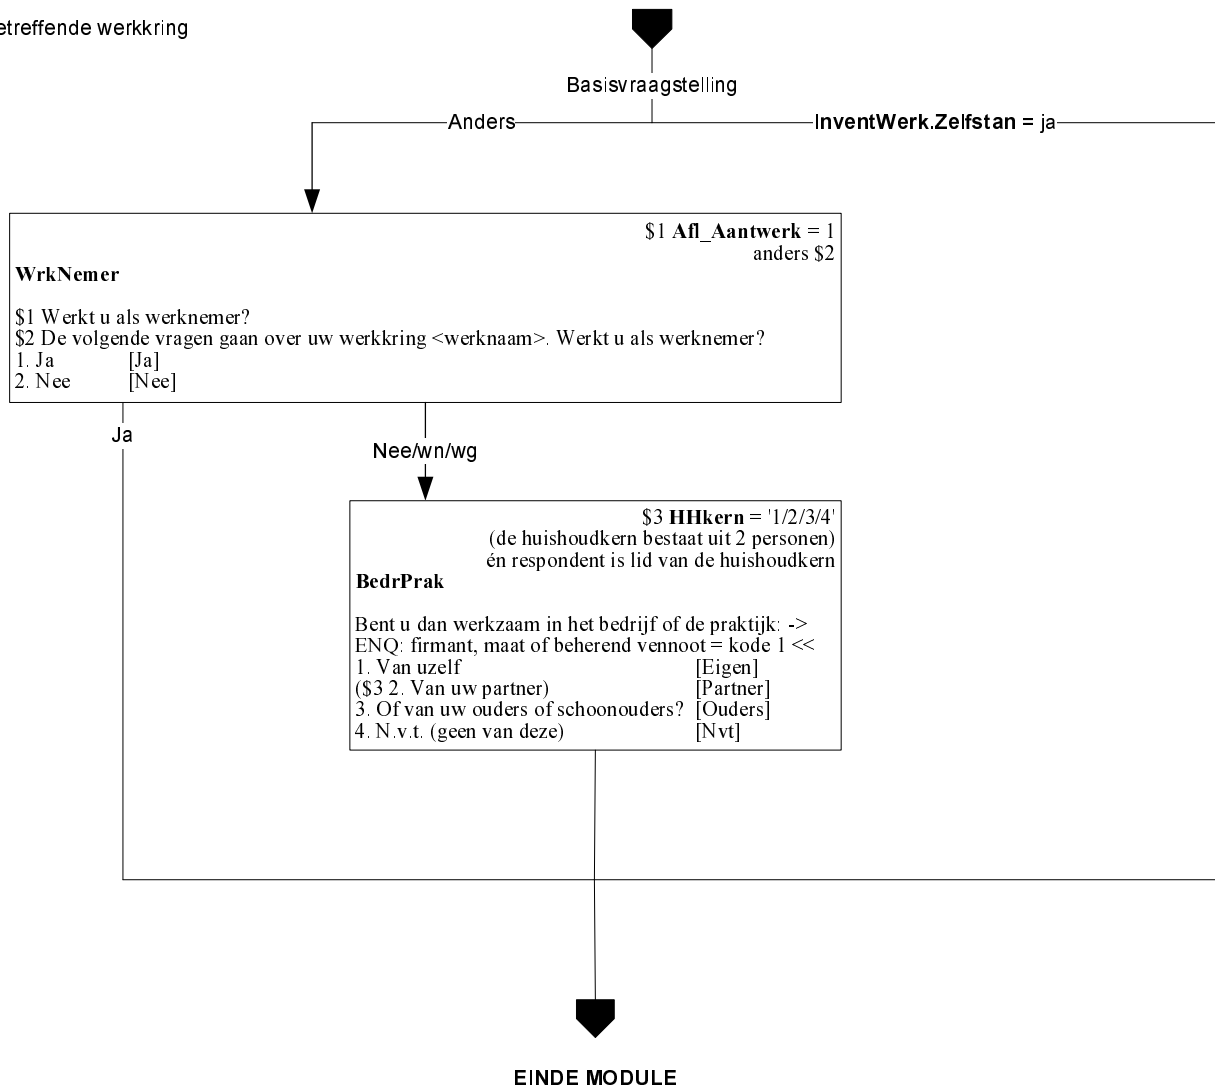 etreffende werkkring
Basisvraagstelling
Anders
InventWerk.Zelfstan = ja
$1 Afl_Aantwerk = 1
anders $2
WrkNemer
$1 Werkt u als werknemer?
$2 De volgende vragen gaan over uw werkkring <werknaam>. Werkt u als werknemer?
1. Ja [Ja]
2. Nee [Nee]
Ja
Nee/wn/wg
$3 HHkern = '1/2/3/4'
(de huishoudkern bestaat uit 2 personen)
én respondent is lid van de huishoudkern
BedrPrak
Bent u dan werkzaam in het bedrijf of de praktijk: ->
ENQ: firmant, maat of beherend vennoot = kode 1 <<
1. Van uzelf [Eigen]
($3 2. Van uw partner) [Partner]
3. Of van uw ouders of schoonouders? [Ouders]
4. N.v.t. (geen van deze) [Nvt]
EINDE MODULE